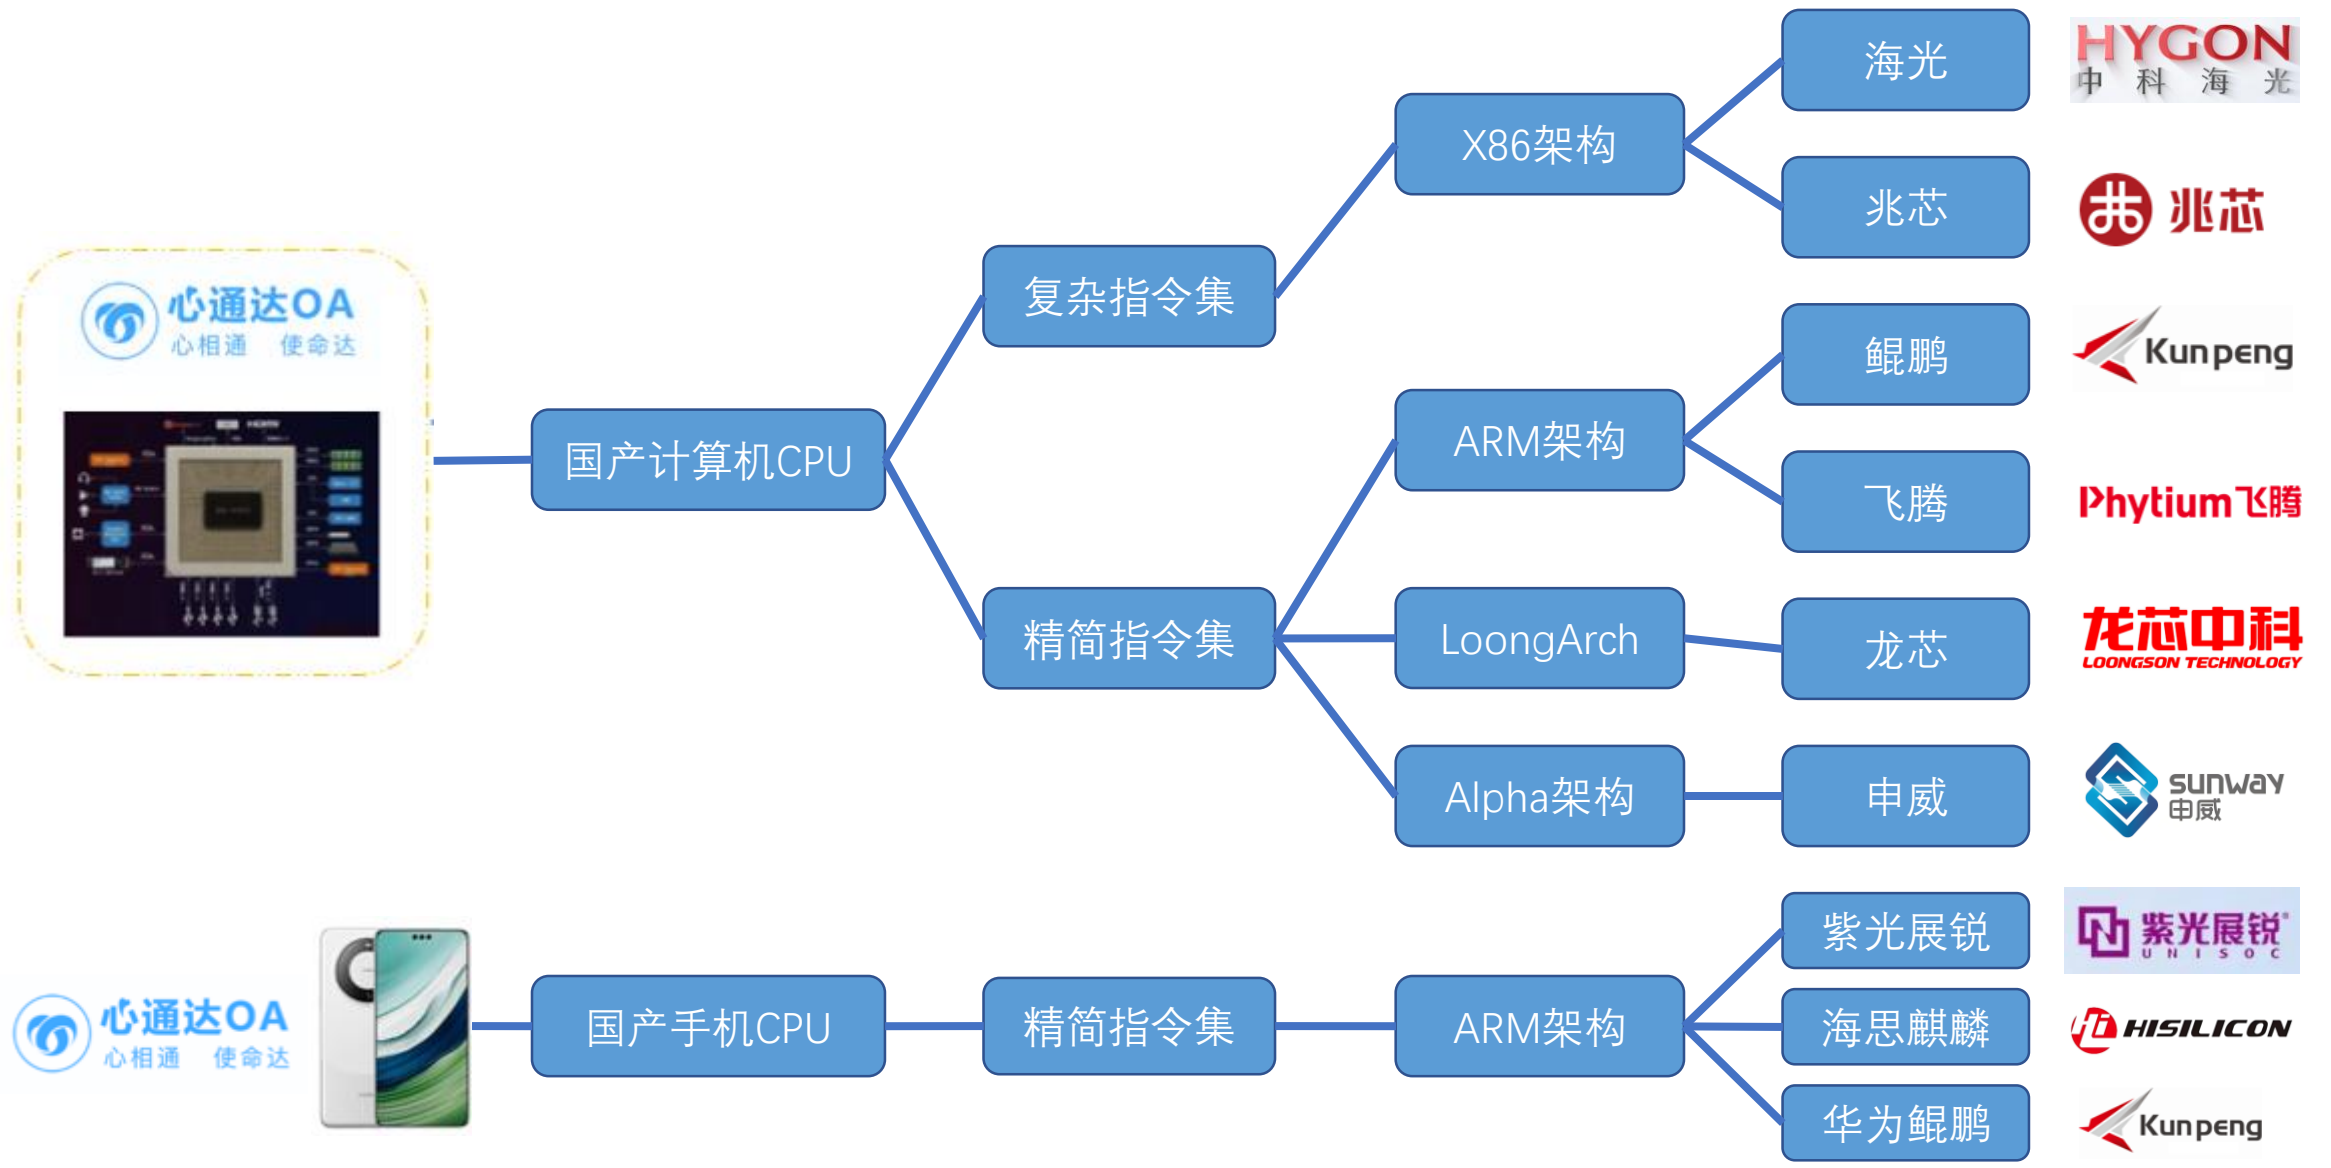 心通达OA
心相通 使命达
国产计算机CPU
复杂指令集
精简指令集
X86架构
ARM架构
LoongArch
Alpha架构
海光
兆芯
鲲鹏
飞腾
龙芯
申威
HYGON
中科海光
兆芯
Kunpeng
Phytium飞腾
龙芯中科
LOONGSON TECHNOLOGY
sunway
申威
心通达OA
心相通 使命达
国产手机CPU
精简指令集
ARM架构
紫光展锐
海思麒麟
华为鲲鹏
紫光展锐
UNISOC
HISILICON
Kunpeng